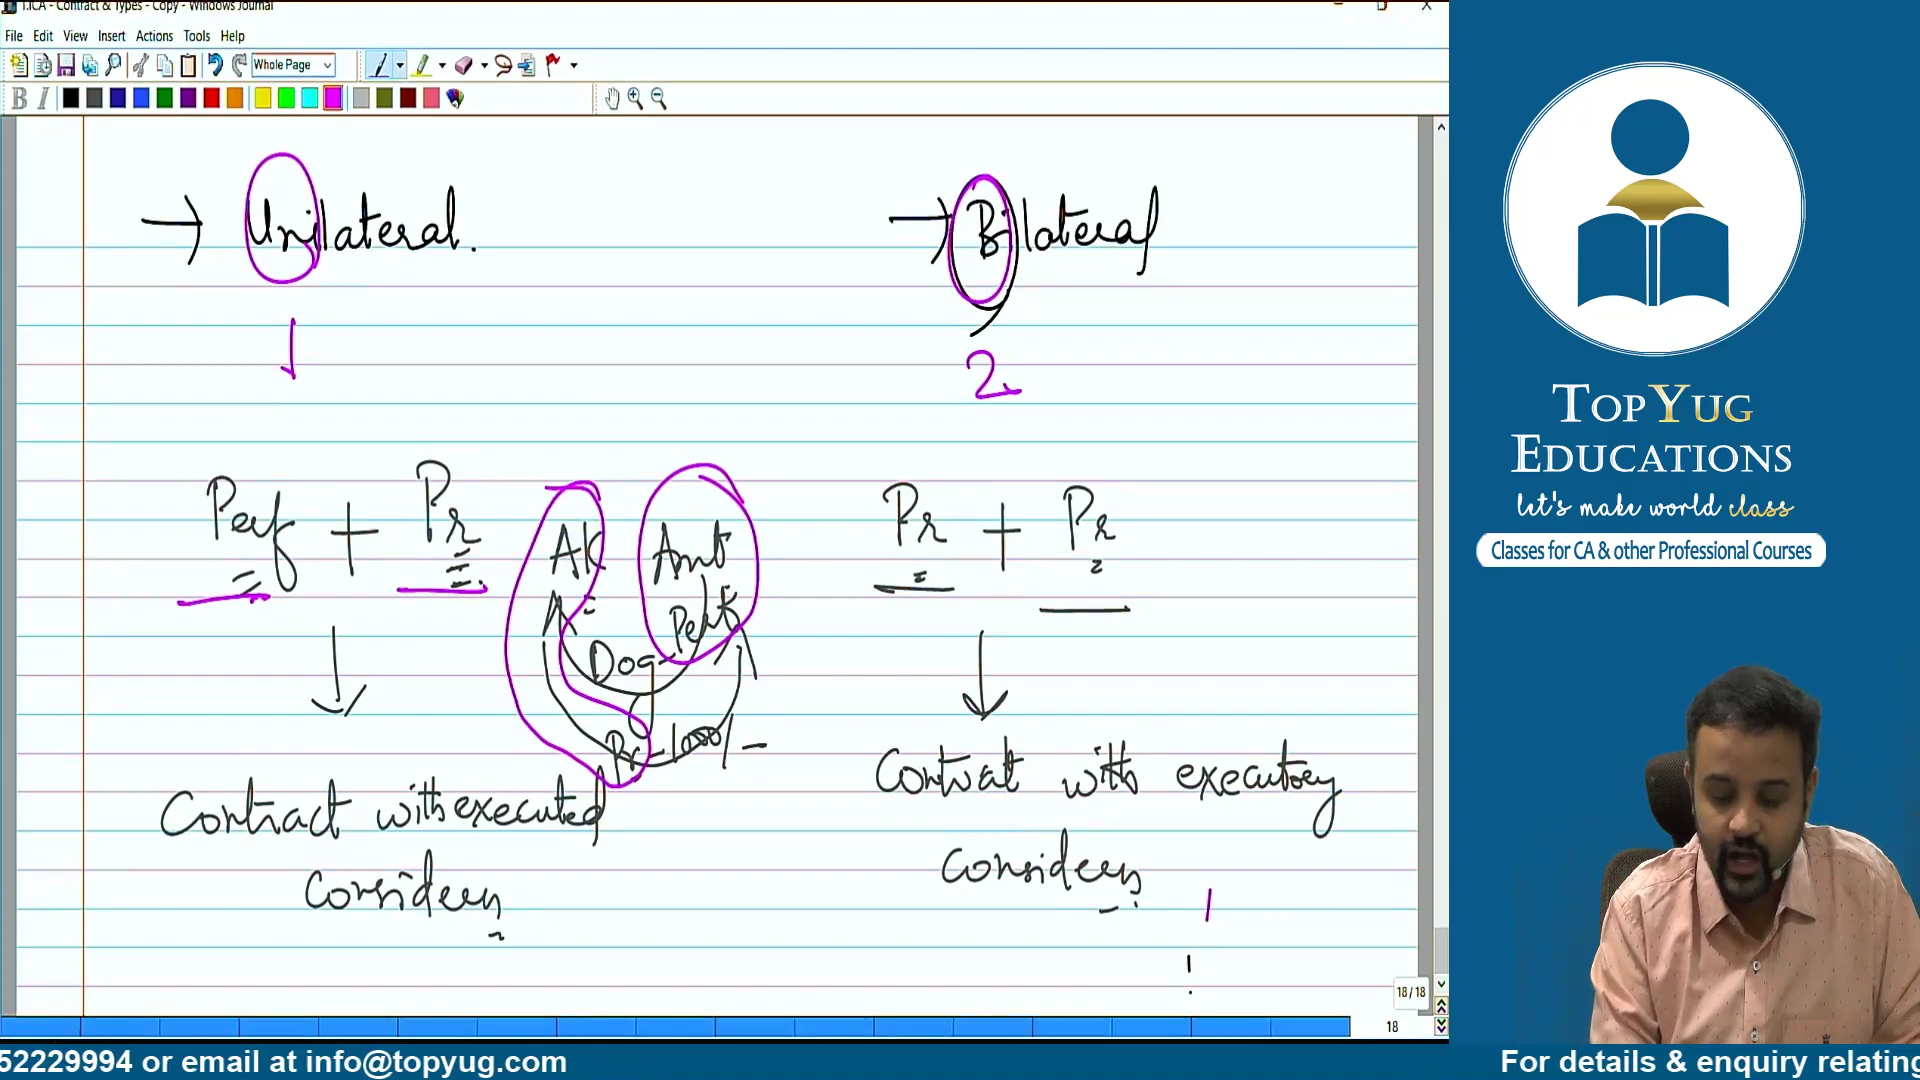 1.ICA - Contract & Types - Copy - Windows Journal
File Edit View Insert Actions Tools Help
Whole Page
B I
→ Unilateral.
→ Bilateral
1
2
Perf + Pr
AK
Amt
Pr + Pr
Perf
Dog
Pr
Contract with executed
Contrat with executory
18/18
18
TOPYUG
EDUCATIONS
let's make world class
Classes for CA & other Professional Courses
52229994 or email at info@topyug.com
For details & enquiry relating